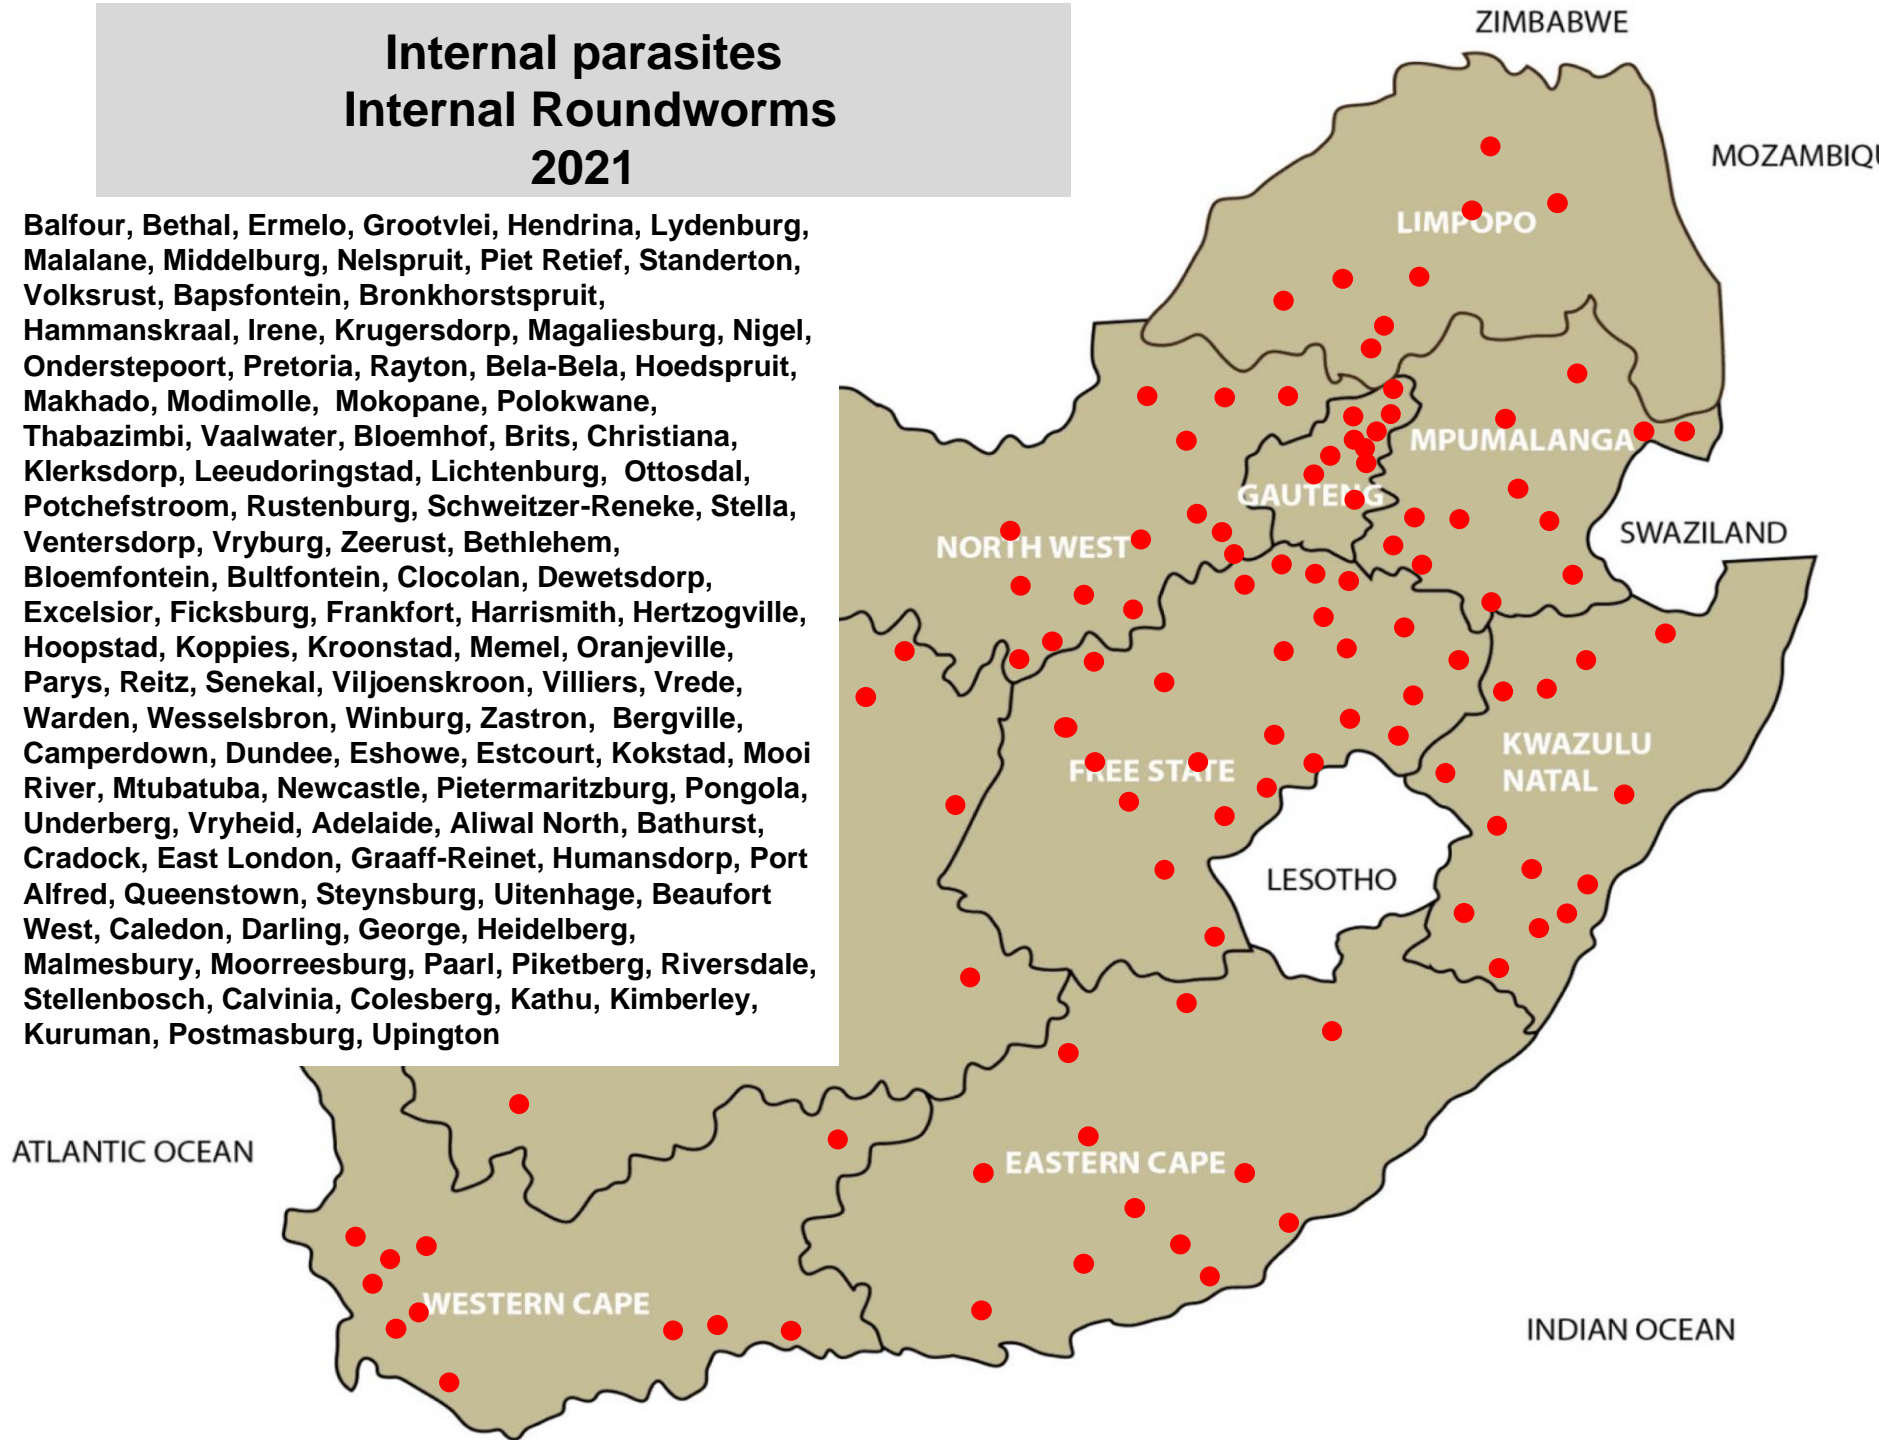 Internal parasites
Internal Roundworms
2021
Balfour, Bethal, Ermelo, Grootvlei, Hendrina, Lydenburg,
Malalane, Middelburg, Nelspruit, Piet Retief, Standerton,
Volksrust, Bapsfontein, Bronkhorstspruit,
Hammanskraal, Irene, Krugersdorp, Magaliesburg, Nigel,
Onderstepoort, Pretoria, Rayton, Bela-Bela, Hoedspruit,
Makhado, Modimolle, Mokopane, Polokwane,
Thabazimbi, Vaalwater, Bloemhof, Brits, Christiana,
Klerksdorp, Leeudoringstad, Lichtenburg, Ottosdal,
Potchefstroom, Rustenburg, Schweitzer-Reneke, Stella,
Ventersdorp, Vryburg, Zeerust, Bethlehem,
Bloemfontein, Bultfontein, Clocolan, Dewetsdorp,
Excelsior, Ficksburg, Frankfort, Harrismith, Hertzogville,
Hoopstad, Koppies, Kroonstad, Memel, Oranjeville,
Parys, Reitz, Senekal, Viljoenskroon, Villiers, Vrede,
Warden, Wesselsbron, Winburg, Zastron, Bergville,
Camperdown, Dundee, Eshowe, Estcourt, Kokstad, Mooi
River, Mtubatuba, Newcastle, Pietermaritzburg, Pongola,
Underberg, Vryheid, Adelaide, Aliwal North, Bathurst,
Cradock, East London, Graaff-Reinet, Humansdorp, Port
Alfred, Queenstown, Steynsburg, Uitenhage, Beaufort
West, Caledon, Darling, George, Heidelberg,
Malmesbury, Moorreesburg, Paarl, Piketberg, Riversdale,
Stellenbosch, Calvinia, Colesberg, Kathu, Kimberley,
Kuruman, Postmasburg, Upington
ZIMBABWE
MOZAMBIQU
LIMPOPO
MPUMALANGA
GAUTENG
SWAZILAND
NORTH WEST
KWAZULU
NATAL
FREE STATE
LESOTHO
ATLANTIC OCEAN
EASTERN CAPE
WESTERN CAPE
INDIAN OCEAN